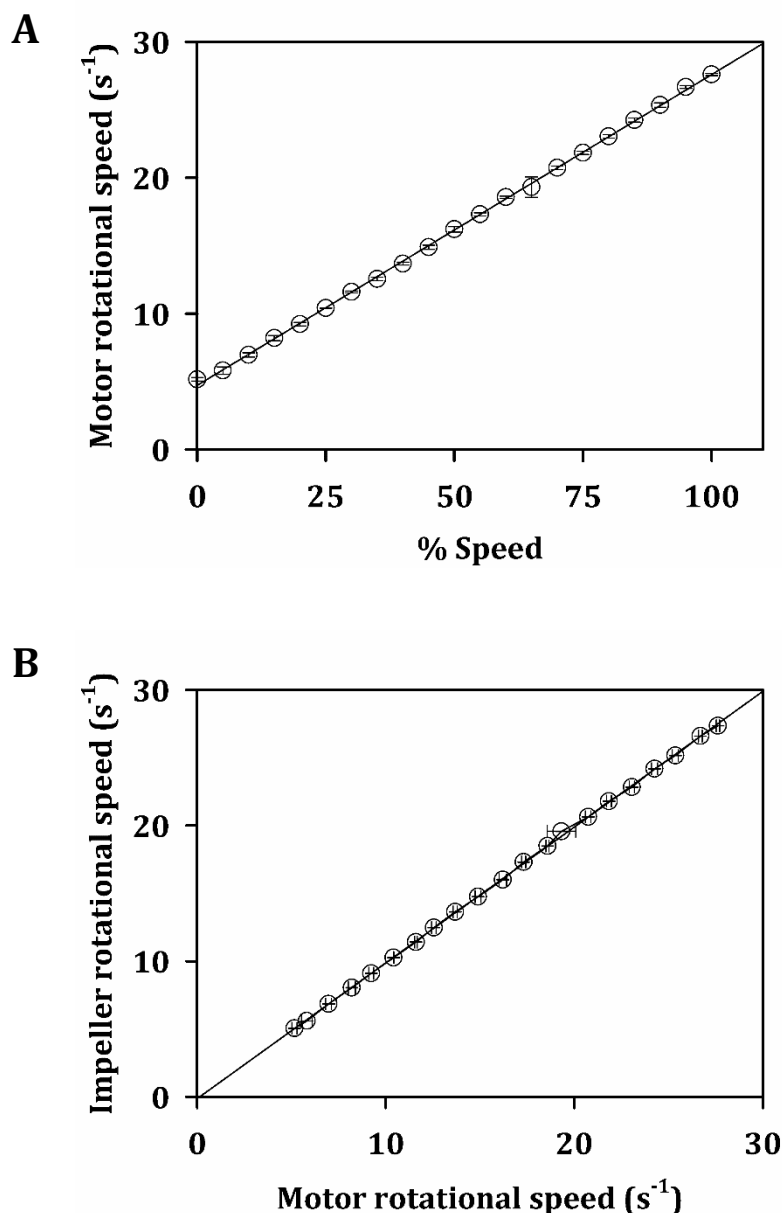 A
Motor rotational speed (s⁻¹)
30
20
10
0
0 25 50 75 100
% Speed
B
Impeller rotational speed (s⁻¹)
30
20
10
0
0 10 20 30
Motor rotational speed (s⁻¹)